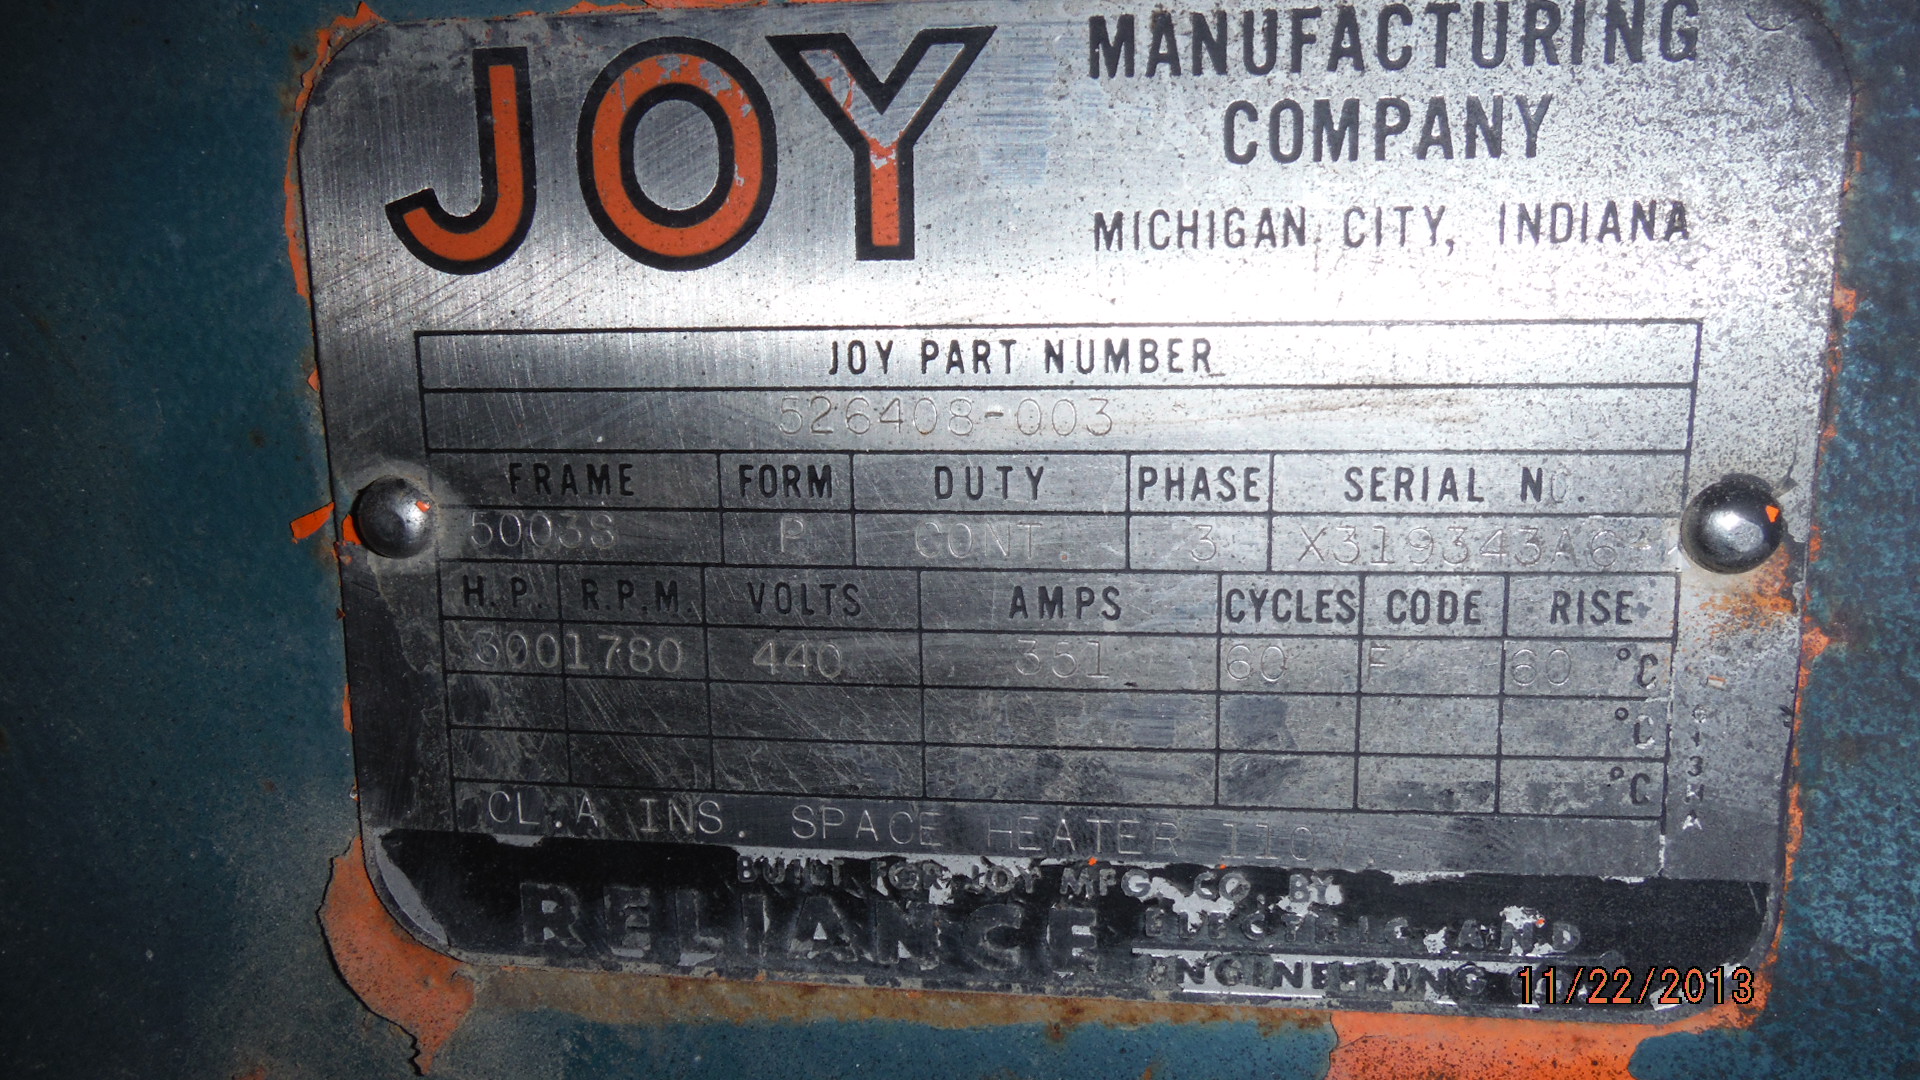 JOY
MANUFACTURING
COMPANY
MICHIGAN CITY, INDIANA
JOY PART NUMBER
526408-003
FRAME FORM DUTY PHASE SERIAL NO.
5003S P CONT. 3 X319343A6
H.P. R.P.M. VOLTS AMPS CYCLES CODE RISE
300 1780 440 351 60 F 60 °C
°C
°C
CL.A INS. SPACE HEATER
BUILT FOR JOY MFG. CO. BY
RELIANCE ELECTRIC AND
ENGINEERING
11/22/2013